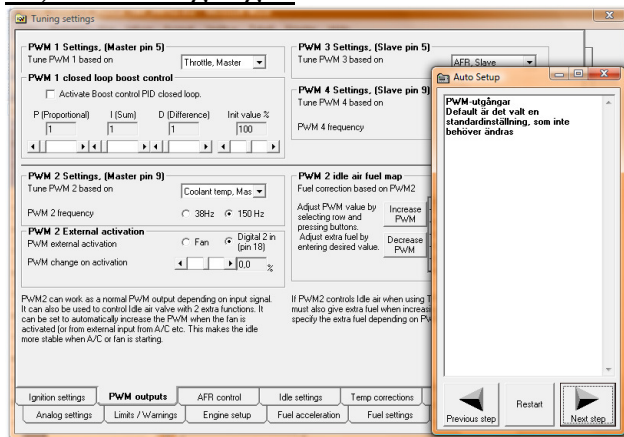 Tuning settings
PWM 1 Settings, (Master pin 5)
Tune PWM 1 based on
Throttle, Master
PWM 1 closed loop boost control
Activate Boost control PID closed loop.
P (Proportional) I (Sum) D (Difference) Init value %
1 1 1 100
PWM 2 Settings, (Master pin 9)
Tune PWM 2 based on
Coolant temp, Mas
PWM 2 frequency
38Hz 150 Hz
PWM 2 External activation
PWM external activation
Fan Digital 2 in
(pin 18)
PWM change on activation
0,0 %
PWM2 can work as a normal PWM output depending on input signal.
It can also be used to control Idle air valve with 2 extra functions. It
can be set to automatically increase the PWM when the fan is
activated (or from external input from A/C etc. This makes the idle
more stable when A/C or fan is starting.
PWM 3 Settings, (Slave pin 5)
Tune PWM 3 based on
AFR, Slave
PWM 4 Settings, (Slave pin 9)
Tune PWM 4 based on
PWM 4 frequency
PWM 2 idle air fuel map
Fuel correction based on PWM2
Adjust PWM value by
selecting row and
pressing buttons.
Adjust extra fuel by
entering desired value.
Increase
PWM
Decrease
PWM
If PWM2 controls Idle air when using
must also give extra fuel when increasi
specify the extra fuel depending on
Auto Setup
PWM-utgångar
Default är det valt en
standardinställning, som inte
behöver ändras
Previous step Restart Next step
Ignition settings PWM outputs AFR control Idle settings Temp corrections
Analog settings Limits / Warnings Engine setup Fuel acceleration Fuel settings